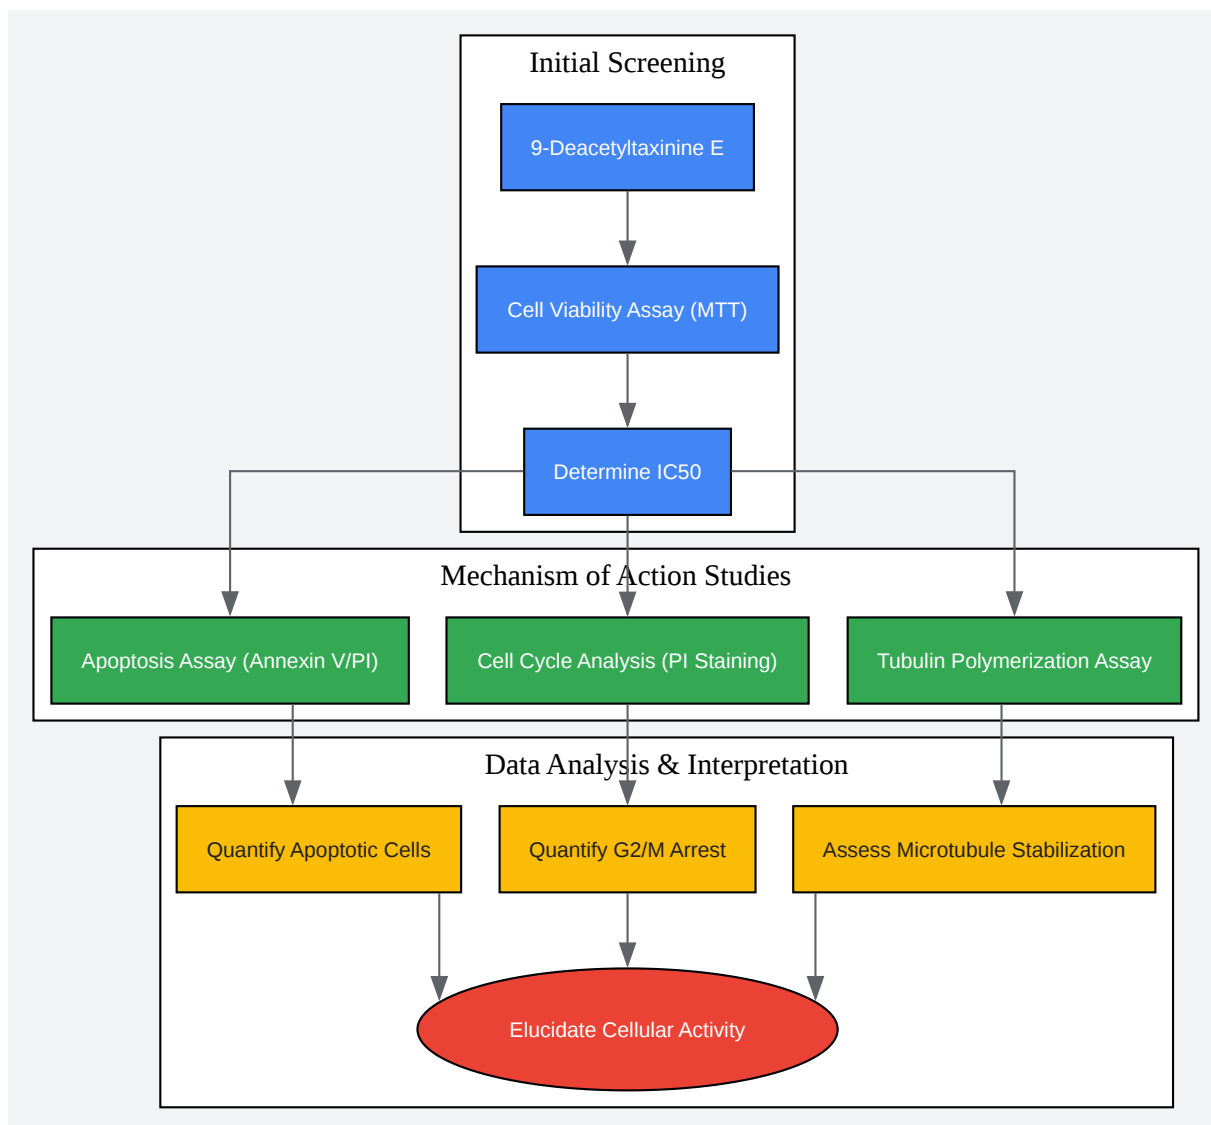 Initial Screening
9-Deacetyltaxinine E
Cell Viability Assay (MTT)
Determine IC50
Mechanism of Action Studies
Apoptosis Assay (Annexin V/PI)
Cell Cycle Analysis (PI Staining)
Tubulin Polymerization Assay
Data Analysis & Interpretation
Quantify Apoptotic Cells
Quantify G2/M Arrest
Assess Microtubule Stabilization
Elucidate Cellular Activity